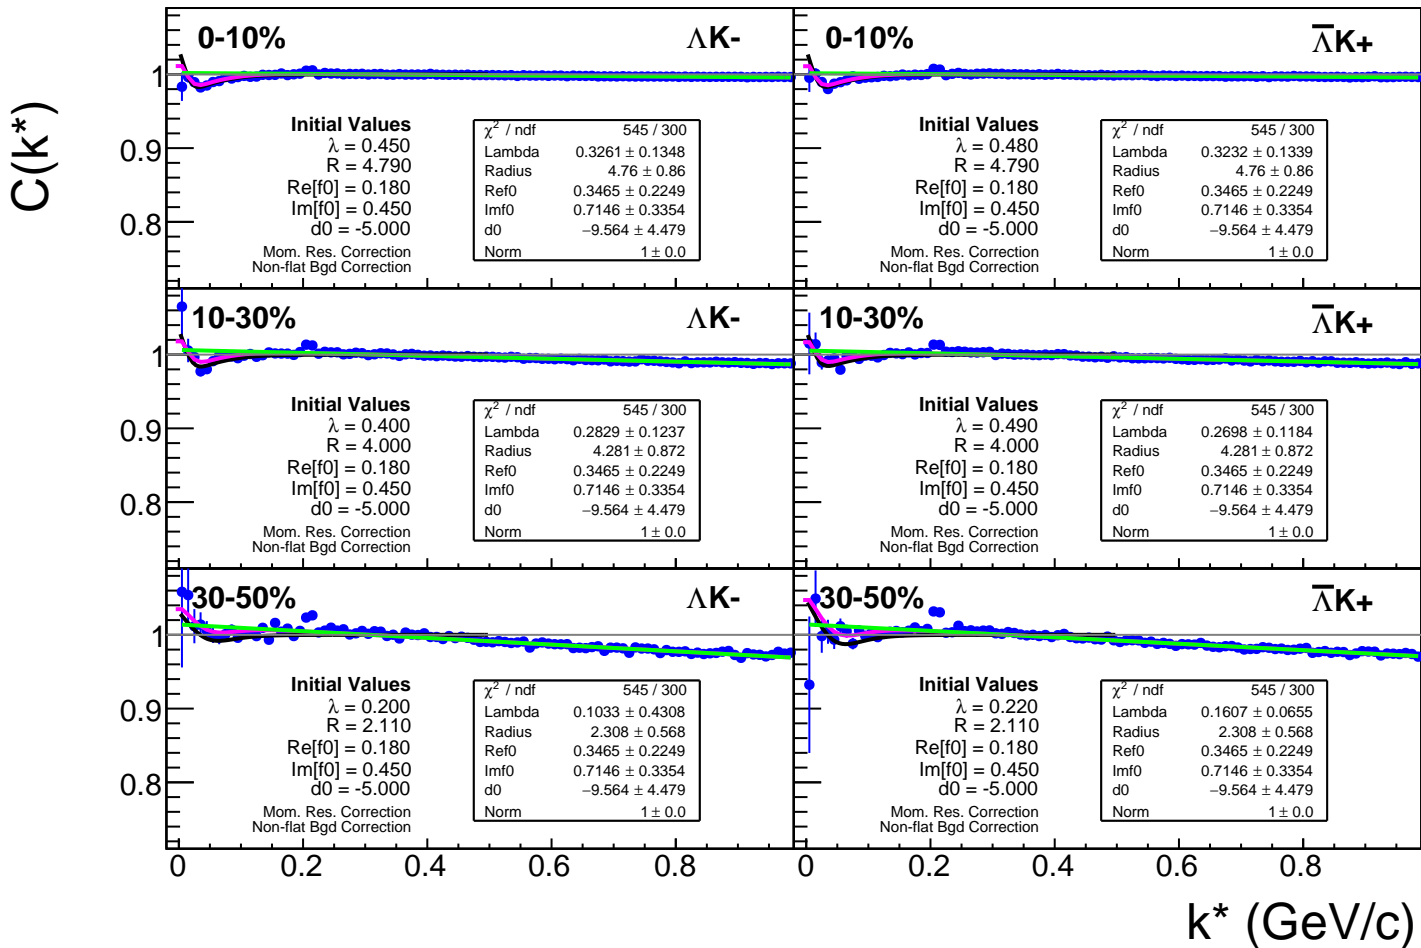 C(k*)
0-10%
ΛK-
1
0.9
0.8
Initial Values
λ = 0.450
R = 4.790
Re[f0] = 0.180
Im[f0] = 0.450
d0 = -5.000
Mom. Res. Correction
Non-flat Bgd Correction
χ² / ndf 545 / 300
Lambda 0.3261 ± 0.1348
Radius 4.76 ± 0.86
Ref0 0.3465 ± 0.2249
Imf0 0.7146 ± 0.3354
d0 −9.564 ± 4.479
Norm 1 ± 0.0
0-10%
Λ̅K+
1
Initial Values
λ = 0.480
R = 4.790
Re[f0] = 0.180
Im[f0] = 0.450
d0 = -5.000
Mom. Res. Correction
Non-flat Bgd Correction
χ² / ndf 545 / 300
Lambda 0.3232 ± 0.1339
Radius 4.76 ± 0.86
Ref0 0.3465 ± 0.2249
Imf0 0.7146 ± 0.3354
d0 −9.564 ± 4.479
Norm 1 ± 0.0
10-30%
ΛK-
1
0.9
0.8
Initial Values
λ = 0.400
R = 4.000
Re[f0] = 0.180
Im[f0] = 0.450
d0 = -5.000
Mom. Res. Correction
Non-flat Bgd Correction
χ² / ndf 545 / 300
Lambda 0.2829 ± 0.1237
Radius 4.281 ± 0.872
Ref0 0.3465 ± 0.2249
Imf0 0.7146 ± 0.3354
d0 −9.564 ± 4.479
Norm 1 ± 0.0
10-30%
Λ̅K+
Initial Values
λ = 0.490
R = 4.000
Re[f0] = 0.180
Im[f0] = 0.450
d0 = -5.000
Mom. Res. Correction
Non-flat Bgd Correction
χ² / ndf 545 / 300
Lambda 0.2698 ± 0.1184
Radius 4.281 ± 0.872
Ref0 0.3465 ± 0.2249
Imf0 0.7146 ± 0.3354
d0 −9.564 ± 4.479
Norm 1 ± 0.0
30-50%
ΛK-
1
0.9
0.8
Initial Values
λ = 0.200
R = 2.110
Re[f0] = 0.180
Im[f0] = 0.450
d0 = -5.000
Mom. Res. Correction
Non-flat Bgd Correction
χ² / ndf 545 / 300
Lambda 0.1033 ± 0.4308
Radius 2.308 ± 0.568
Ref0 0.3465 ± 0.2249
Imf0 0.7146 ± 0.3354
d0 −9.564 ± 4.479
Norm 1 ± 0.0
30-50%
Λ̅K+
Initial Values
λ = 0.220
R = 2.110
Re[f0] = 0.180
Im[f0] = 0.450
d0 = -5.000
Mom. Res. Correction
Non-flat Bgd Correction
χ² / ndf 545 / 300
Lambda 0.1607 ± 0.0655
Radius 2.308 ± 0.568
Ref0 0.3465 ± 0.2249
Imf0 0.7146 ± 0.3354
d0 −9.564 ± 4.479
Norm 1 ± 0.0
0 0.2 0.4 0.6 0.8 0 0.2 0.4 0.6 0.8
k* (GeV/c)